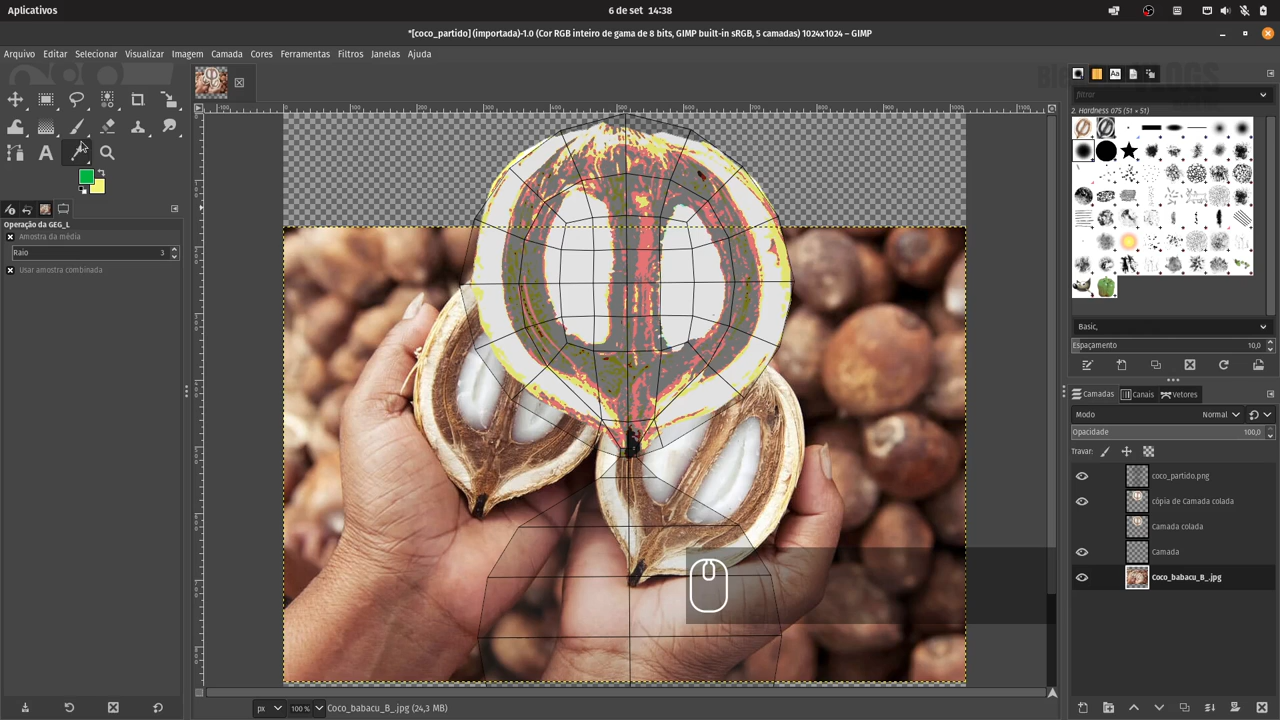 Aplicativos
6 de set 14:38
*[coco_partido] (importada)-1.0 (Cor RGB inteiro de gama de 8 bits, GIMP built-in sRGB, 5 camadas) 1024x1024 – GIMP
Arquivo Editar Selecionar Visualizar Imagem Camada Cores Ferramentas Filtros Janelas Ajuda
BLOGS
filtrar
2. Hardness 075 (51 × 51)
Operação da GEG_L
Amostra da média
Raio 3
Usar amostra combinada
Basic,
Espaçamento 10,0
Camadas Canais Vetores
Modo Normal
Opacidade 100,0
Travar:
coco_partido.png
cópia de Camada colada
Camada colada
Camada
Coco_babacu_B_.jpg
px 100 % Coco_babacu_B_.jpg (24,3 MB)